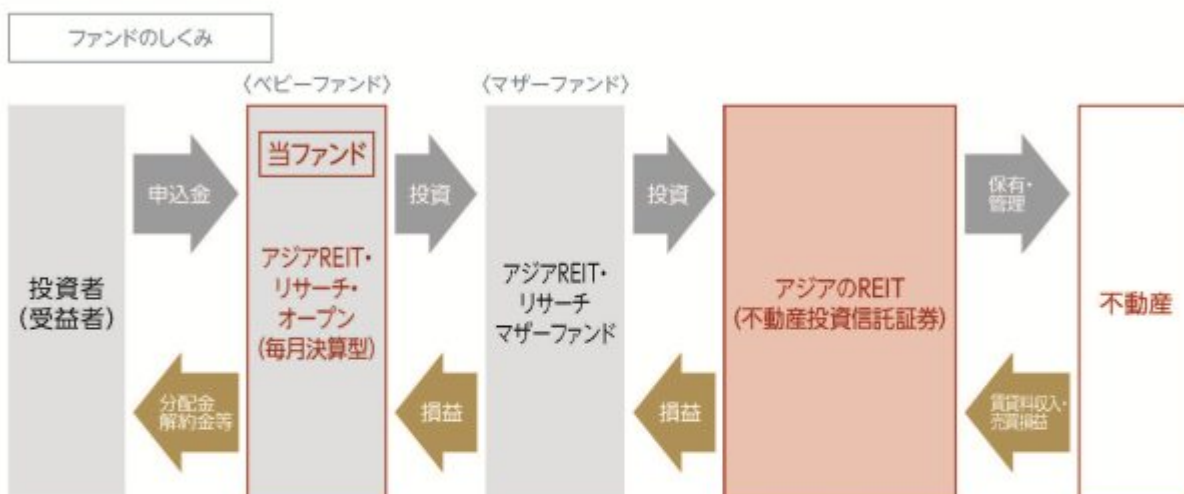 ファンドのしくみ
〈ベビーファンド〉
〈マザーファンド〉
投資者
(受益者)
申込金
分配金
解約金等
当ファンド
アジアREIT・
リサーチ・
オープン
(毎月決算型)
投資
損益
アジアREIT・
リサーチ
マザーファンド
投資
損益
アジアのREIT
(不動産投資信託証券)
保有・
管理
賃貸料収入・
売買損益
不動産